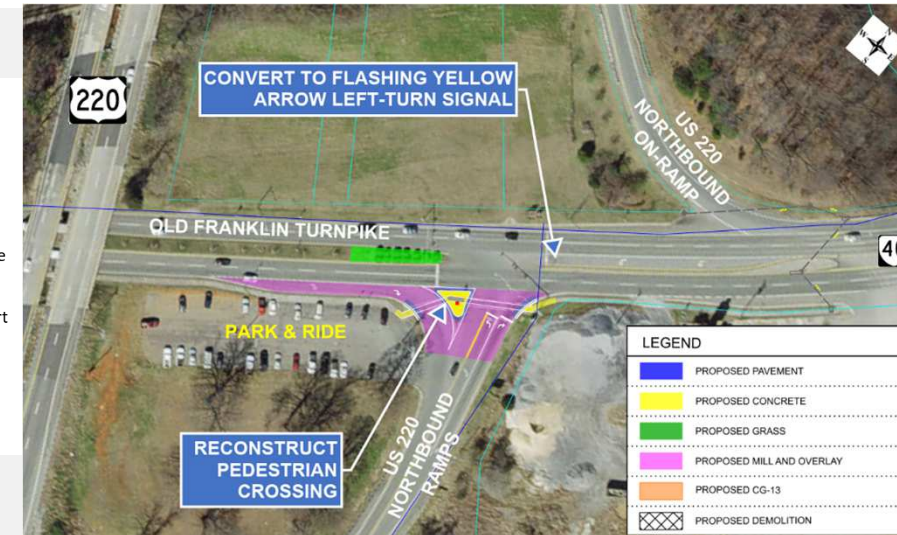 220
CONVERT TO FLASHING YELLOW
ARROW LEFT-TURN SIGNAL
US 220
NORTHBOUND
ON-RAMP
OLD FRANKLIN TURNPIKE
PARK & RIDE
RECONSTRUCT
PEDESTRIAN
CROSSING
US 220
NORTHBOUND
RAMPS
LEGEND
PROPOSED PAVEMENT
PROPOSED CONCRETE
PROPOSED GRASS
PROPOSED MILL AND OVERLAY
PROPOSED CG-13
PROPOSED DEMOLITION